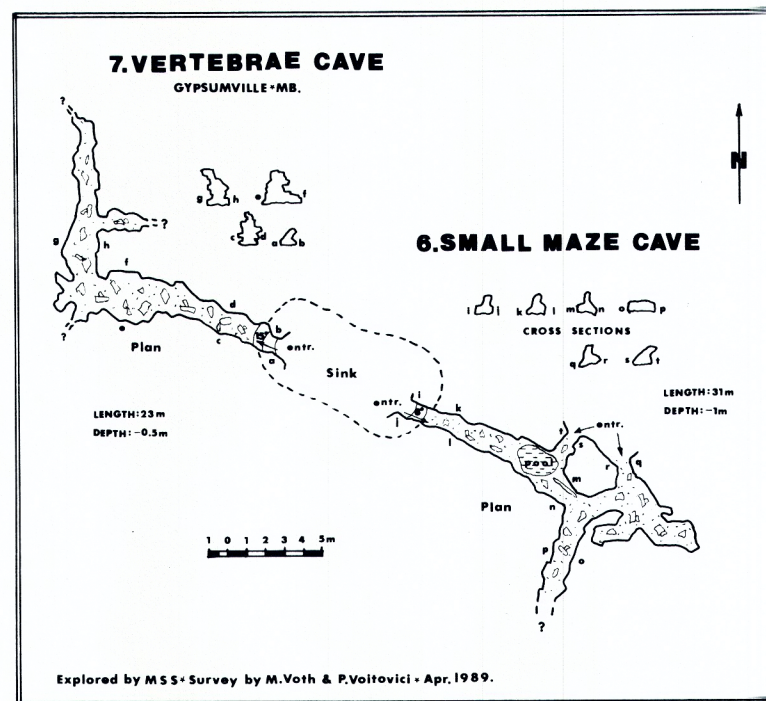 7.VERTEBRAE CAVE
GYPSUMVILLE*MB.
N
?
g h e f
c d a b
6.SMALL MAZE CAVE
i j k l m n o p
CROSS SECTIONS
q r s t
LENGTH:31m
DEPTH:-1m
?
g h
f
d
b
entr.
a
c
e
?
Plan
Sink
LENGTH:23m
DEPTH:-0.5m
entr.
i
k
j
l
t
entr.
s
r
q
pool
m
n
Plan
p
o
?
1 0 1 2 3 4 5m
Explored by MSS*Survey by M.Voth & P.Voitovici * Apr. 1989.